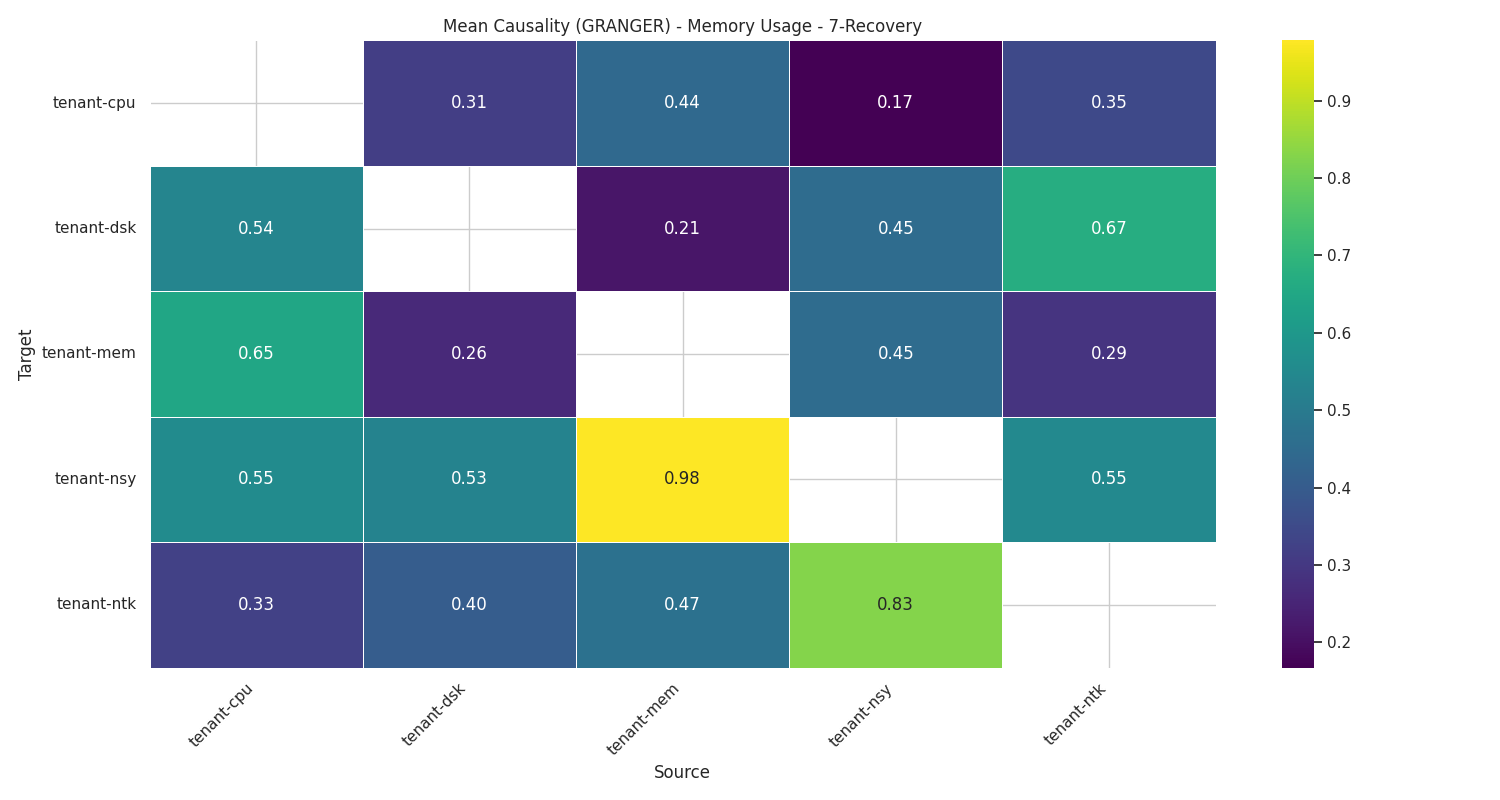 Mean Causality (GRANGER) - Memory Usage - 7-Recovery
tenant-cpu 0.31 0.44 0.17 0.35
tenant-dsk 0.54 0.21 0.45 0.67
tenant-mem 0.65 0.26 0.45 0.29
tenant-nsy 0.55 0.53 0.98 0.55
tenant-ntk 0.33 0.40 0.47 0.83
Target
tenant-cpu tenant-dsk tenant-mem tenant-nsy tenant-ntk
Source
0.9
0.8
0.7
0.6
0.5
0.4
0.3
0.2